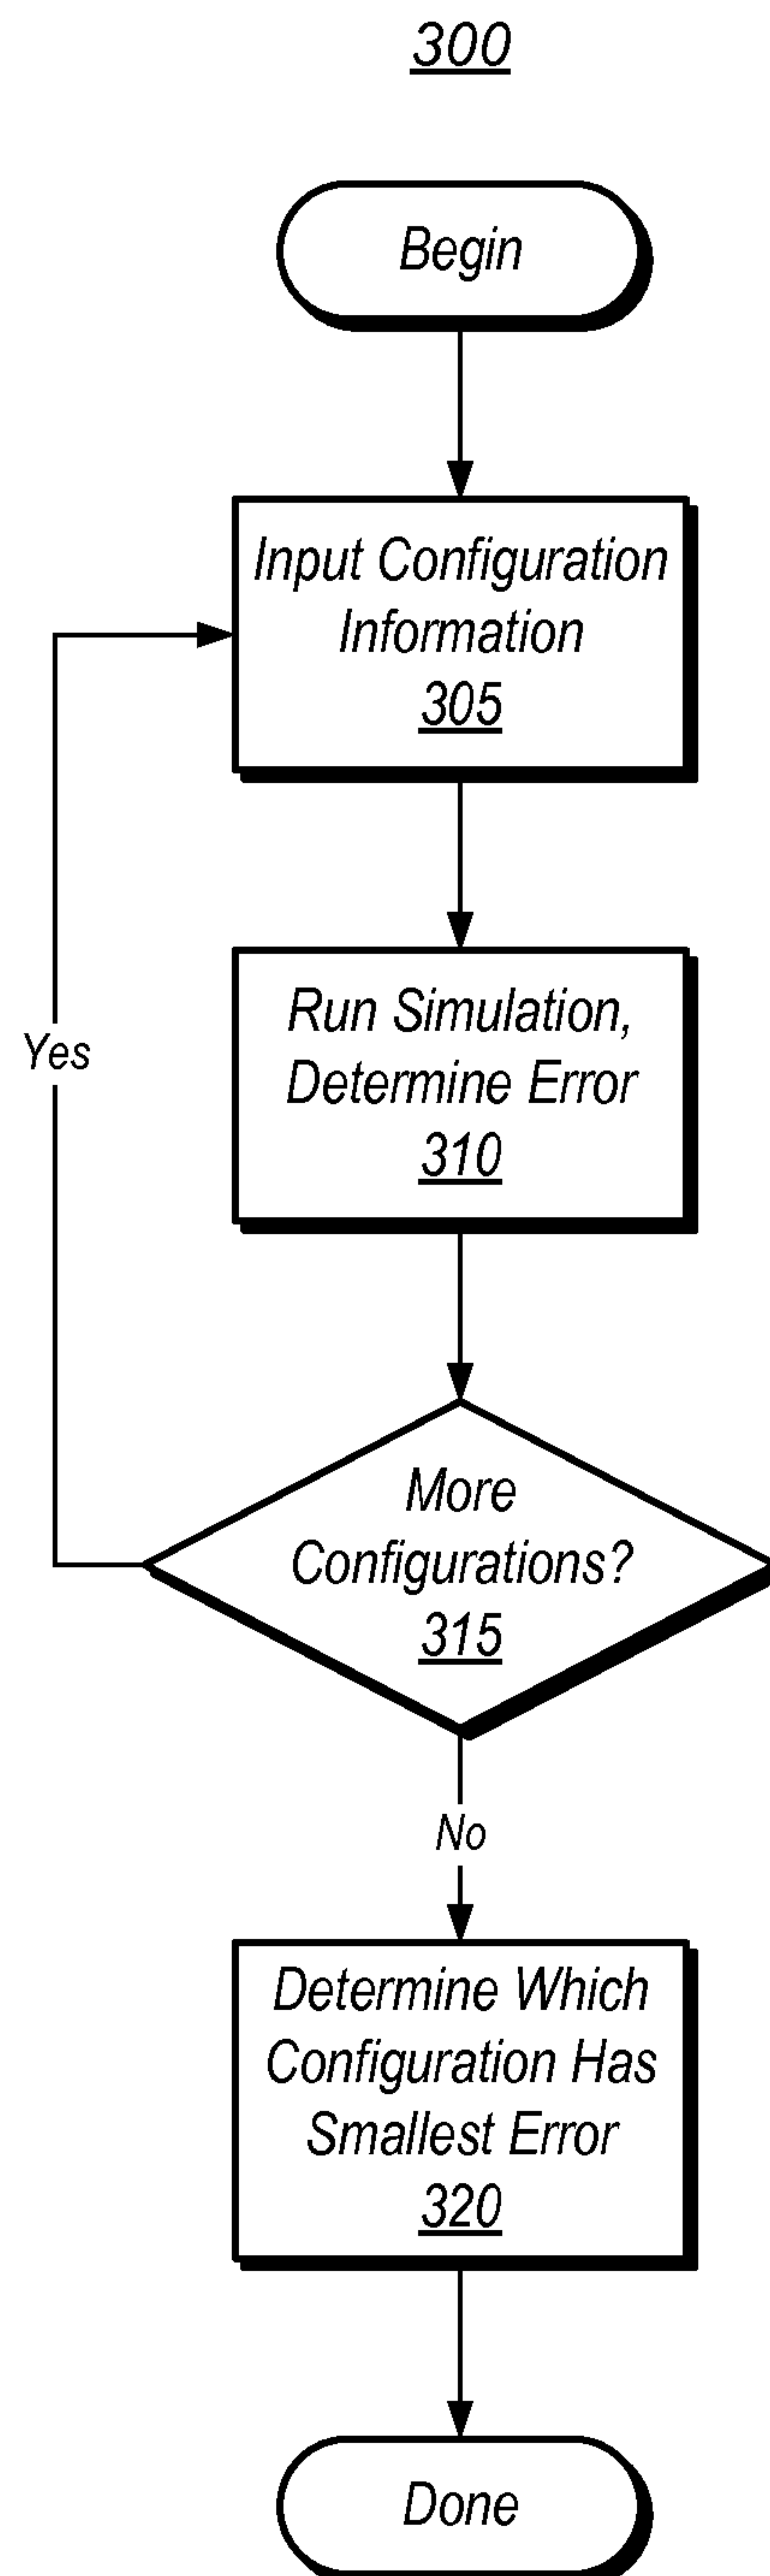 300
Begin
Input Configuration
Information
305
Run Simulation,
Determine Error
310
Yes
More
Configurations?
315
No
Determine Which
Configuration Has
Smallest Error
320
Done